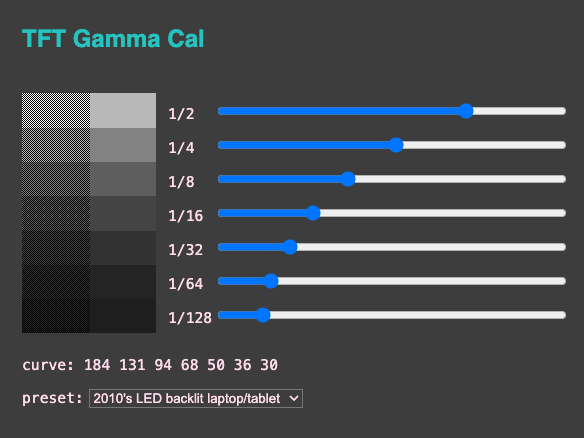 TFT Gamma Cal
1/2
1/4
1/8
1/16
1/32
1/64
1/128
curve: 184 131 94 68 50 36 30
preset: 2010's LED backlit laptop/tablet